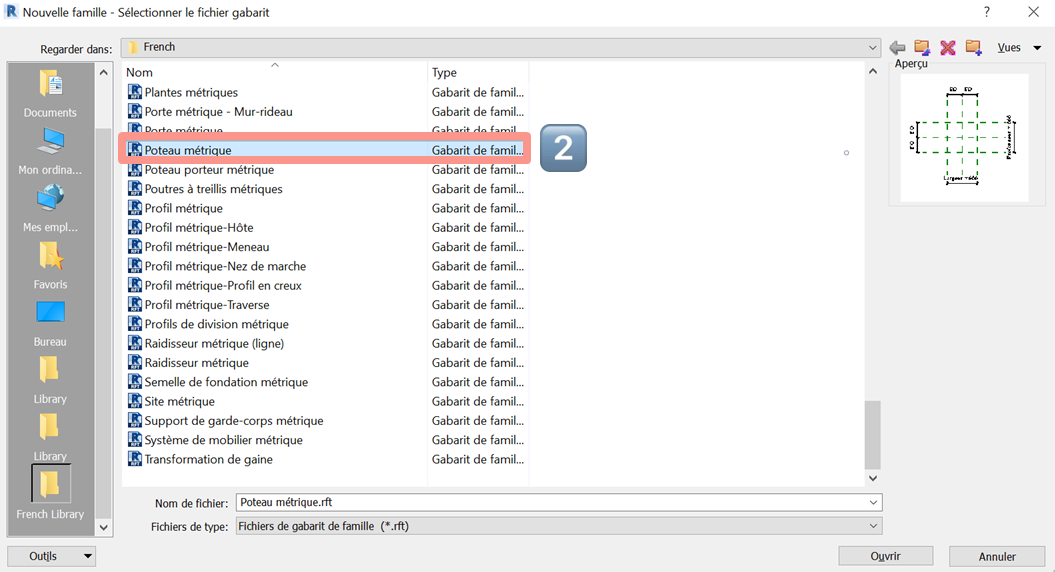 Nouvelle famille - Sélectionner le fichier gabarit
?
Regarder dans:
French
Vues
Aperçu
Nom
Type
Documents
Mon ordina...
Mes empl...
Favoris
Bureau
Library
Library
French Library
Plantes métriques Gabarit de famil...
Porte métrique - Mur-rideau Gabarit de famil...
Porte métrique Gabarit de famil...
Poteau métrique Gabarit de famil...
2
Poteau porteur métrique Gabarit de famil...
Poutres à treillis métriques Gabarit de famil...
Profil métrique Gabarit de famil...
Profil métrique-Hôte Gabarit de famil...
Profil métrique-Meneau Gabarit de famil...
Profil métrique-Nez de marche Gabarit de famil...
Profil métrique-Profil en creux Gabarit de famil...
Profil métrique-Traverse Gabarit de famil...
Profils de division métrique Gabarit de famil...
Raidisseur métrique (ligne) Gabarit de famil...
Raidisseur métrique Gabarit de famil...
Semelle de fondation métrique Gabarit de famil...
Site métrique Gabarit de famil...
Support de garde-corps métrique Gabarit de famil...
Système de mobilier métrique Gabarit de famil...
Transformation de gaine Gabarit de famil...
EQ EQ
EQ
EQ
Nom de fichier: Poteau métrique.rft
Fichiers de type: Fichiers de gabarit de famille (*.rft)
Outils
Ouvrir
Annuler